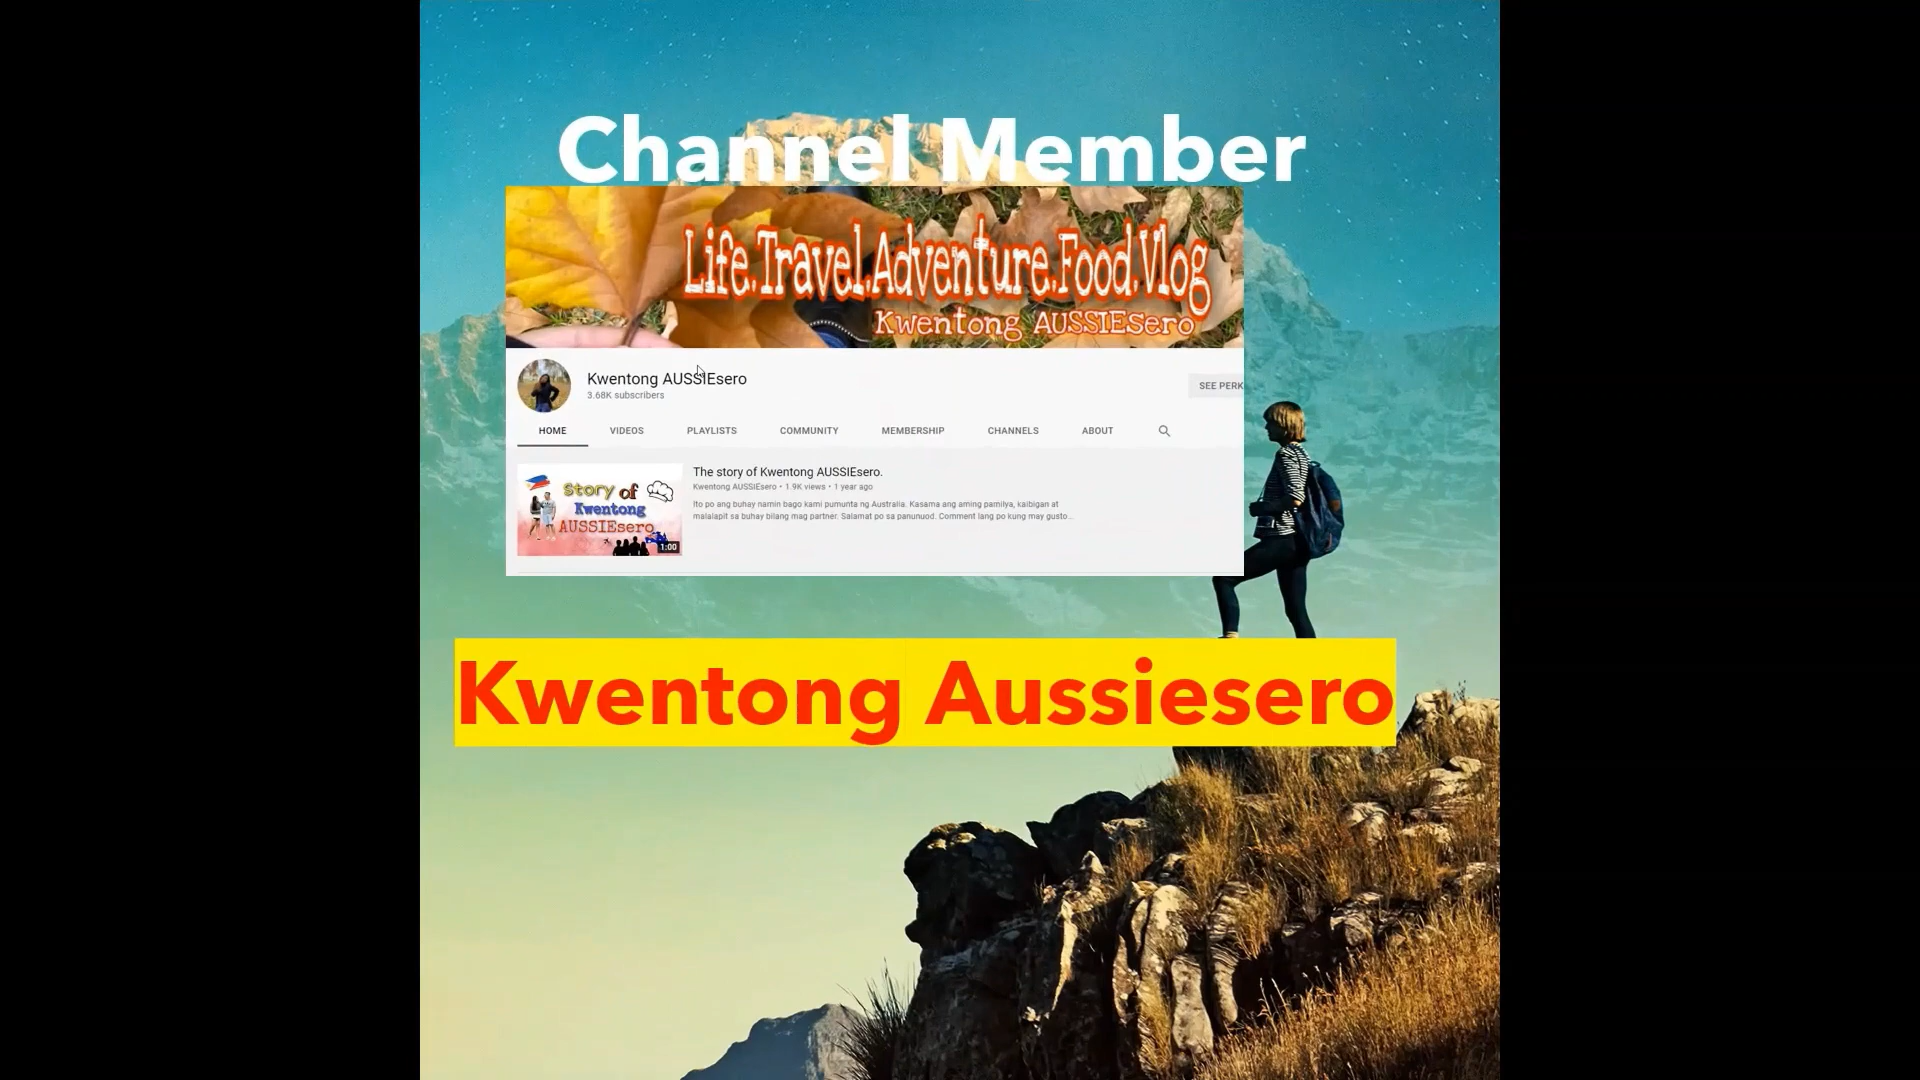 Channel Member
Life.Travel.Adventure.Food.Vlog
Kwentong AUSSIEsero
Kwentong AUSSIEsero
3.68K subscribers
SEE PERK
HOME VIDEOS PLAYLISTS COMMUNITY MEMBERSHIP CHANNELS ABOUT
Story of
Kwentong
AUSSIEsero
1:00
The story of Kwentong AUSSIEsero.
Kwentong AUSSIEsero • 1.9K views • 1 year ago
Ito po ang buhay namin bago kami pumunta ng Australia. Kasama ang aming pamilya, kaibigan at
malalapit sa buhay bilang mag partner. Salamat po sa panunuod. Comment lang po kung may gusto...
Kwentong Aussiesero